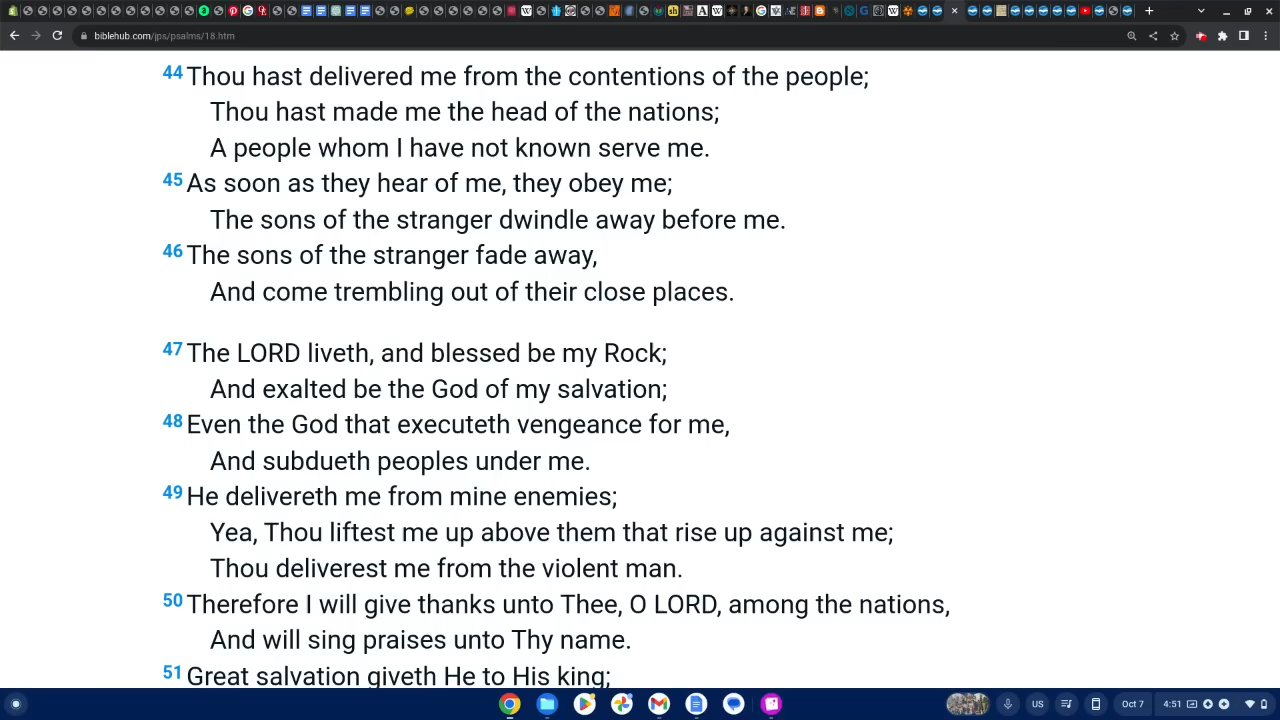 biblehub.com/jps/psalms/18.htm
44 Thou hast delivered me from the contentions of the people;
Thou hast made me the head of the nations;
A people whom I have not known serve me.
45 As soon as they hear of me, they obey me;
The sons of the stranger dwindle away before me.
46 The sons of the stranger fade away,
And come trembling out of their close places.
47 The LORD liveth, and blessed be my Rock;
And exalted be the God of my salvation;
48 Even the God that executeth vengeance for me,
And subdueth peoples under me.
49 He delivereth me from mine enemies;
Yea, Thou liftest me up above them that rise up against me;
Thou deliverest me from the violent man.
50 Therefore I will give thanks unto Thee, O LORD, among the nations,
And will sing praises unto Thy name.
51 Great salvation giveth He to His king;
US
Oct 7
4:51